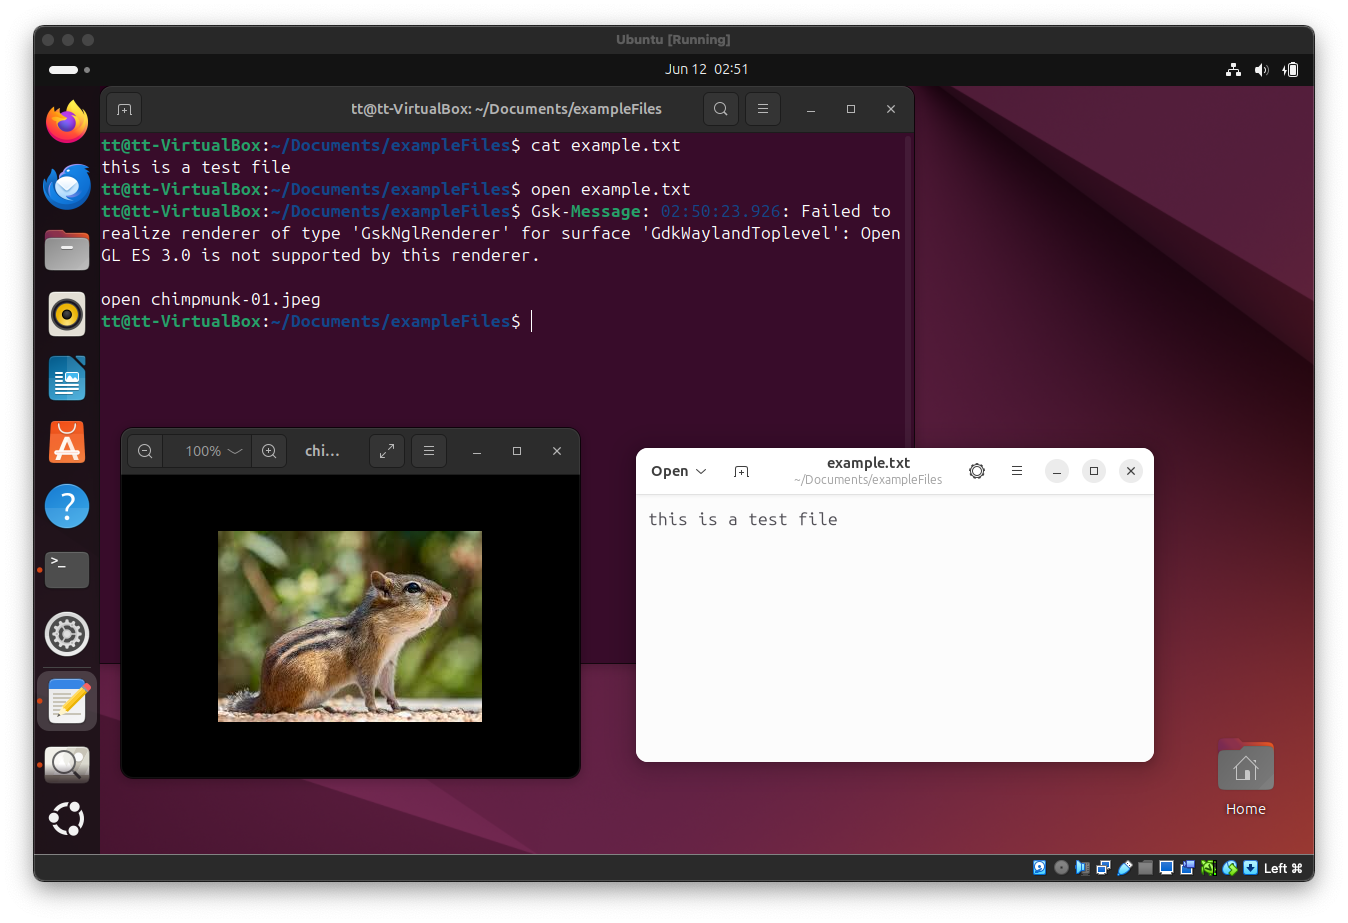 Ubuntu [Running]
Jun 12 02:51
tt@tt-VirtualBox: ~/Documents/exampleFiles
tt@tt-VirtualBox:~/Documents/exampleFiles$ cat example.txt
this is a test file
tt@tt-VirtualBox:~/Documents/exampleFiles$ open example.txt
tt@tt-VirtualBox:~/Documents/exampleFiles$ Gsk-Message: 02:50:23.926: Failed to
realize renderer of type 'GskNglRenderer' for surface 'GdkWaylandToplevel': Open
GL ES 3.0 is not supported by this renderer.
open chimpmunk-01.jpeg
tt@tt-VirtualBox:~/Documents/exampleFiles$
100%
chi...
Open
example.txt
~/Documents/exampleFiles
this is a test file
Home
Left ⌘